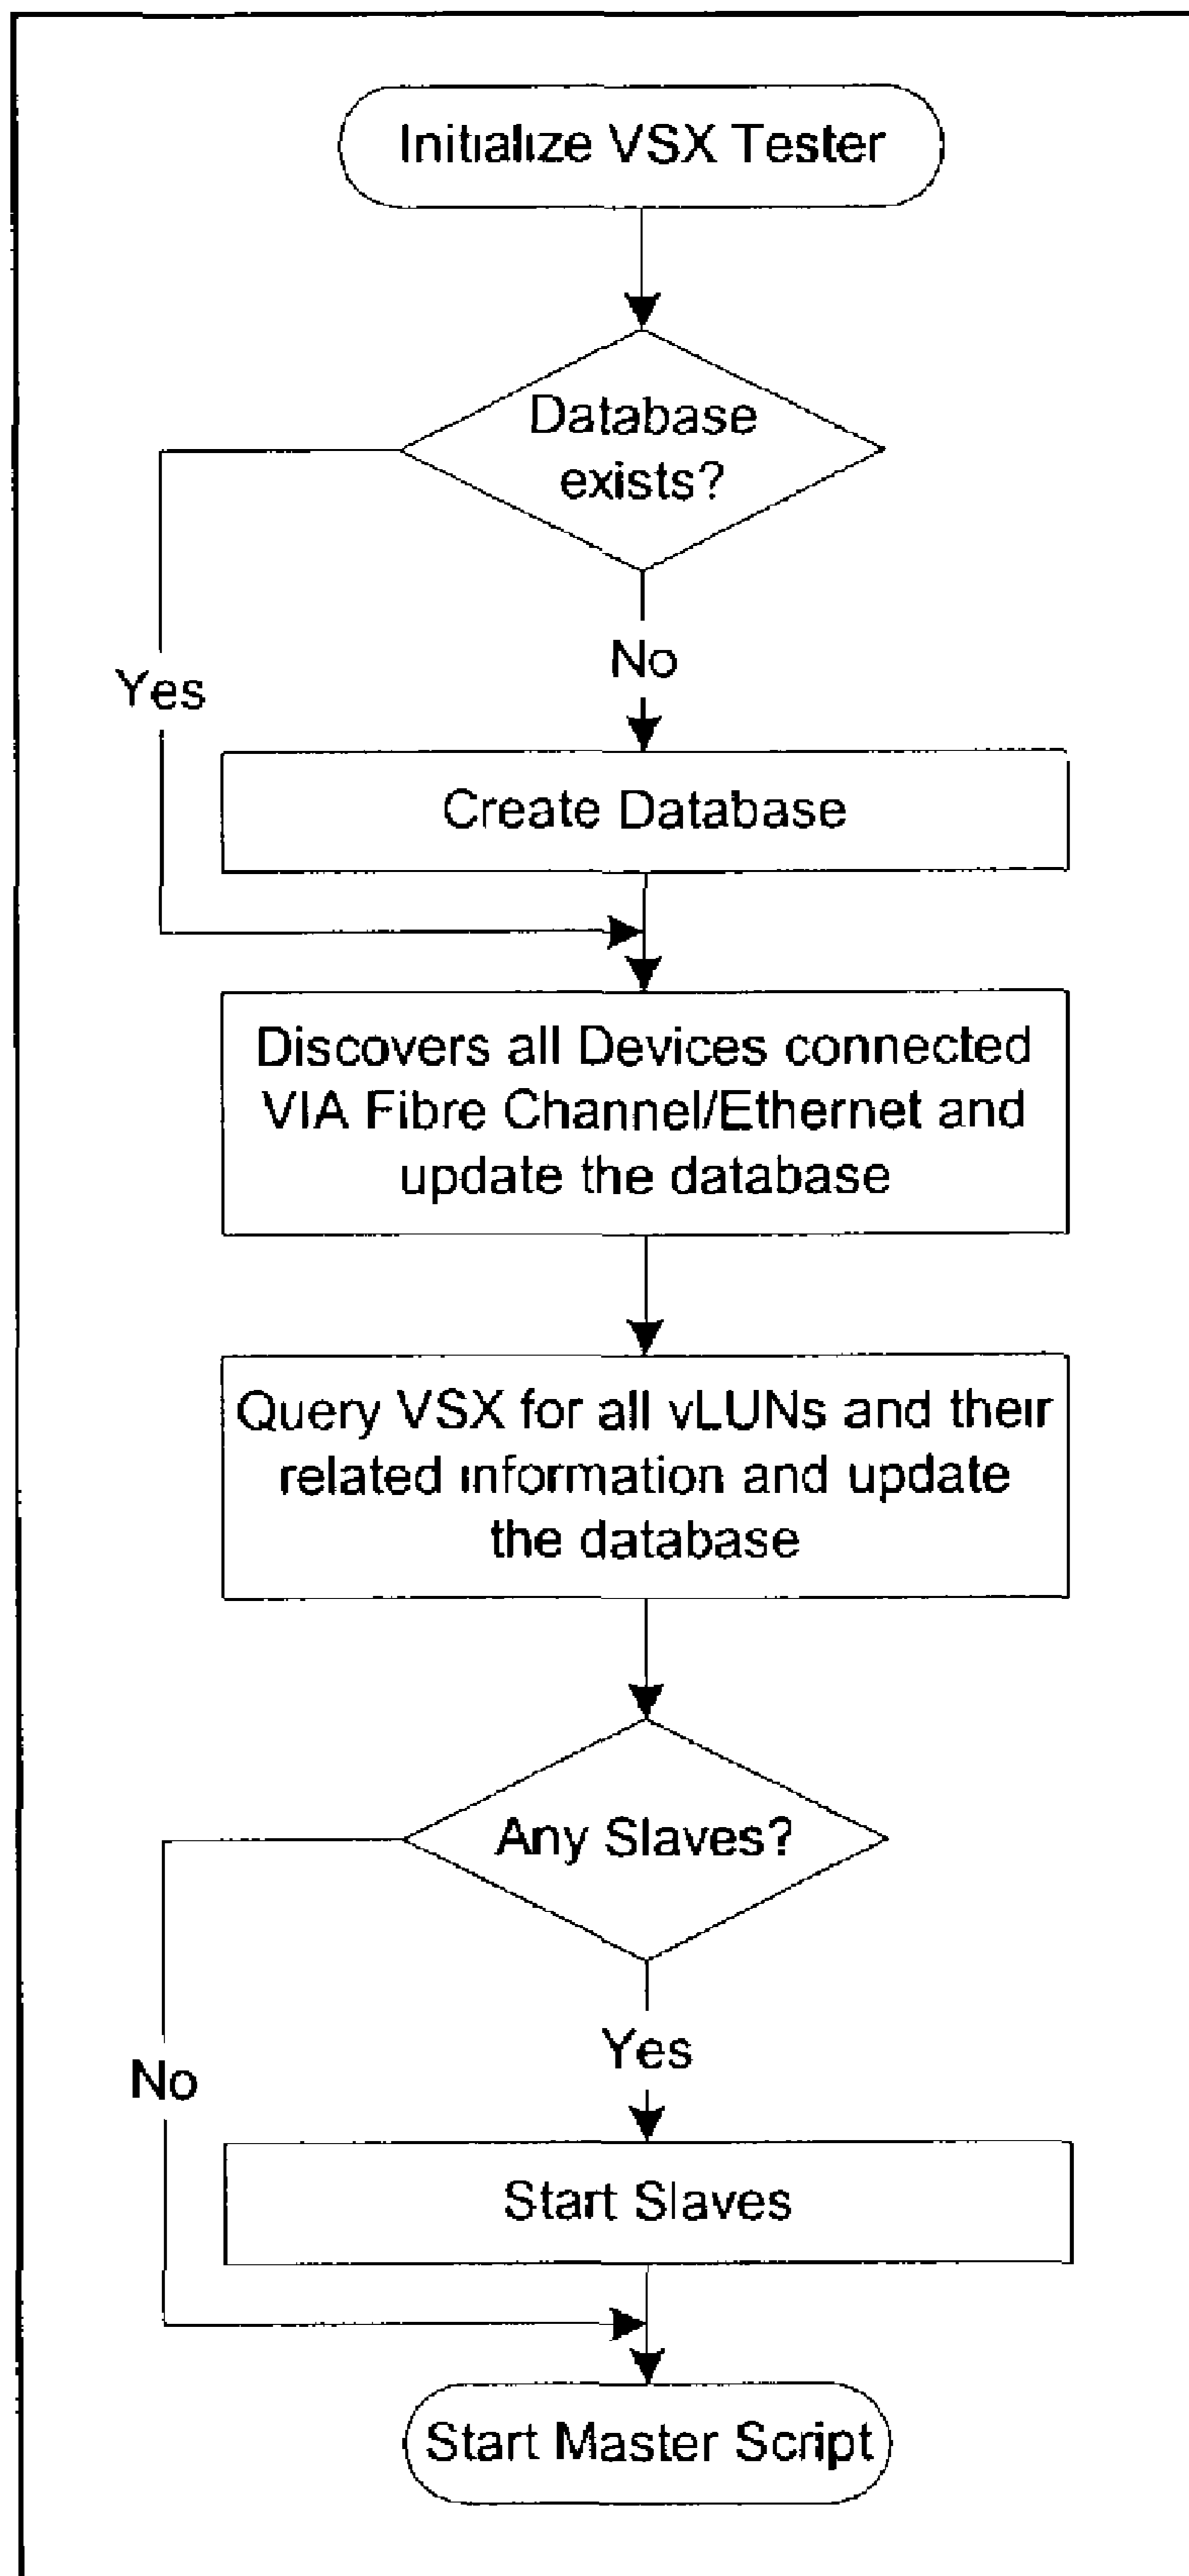 Initialize VSX Tester
Database
exists?
Yes
No
Create Database
Discovers all Devices connected
VIA Fibre Channel/Ethernet and
update the database
Query VSX for all vLUNs and their
related information and update
the database
Any Slaves?
No
Yes
Start Slaves
Start Master Script